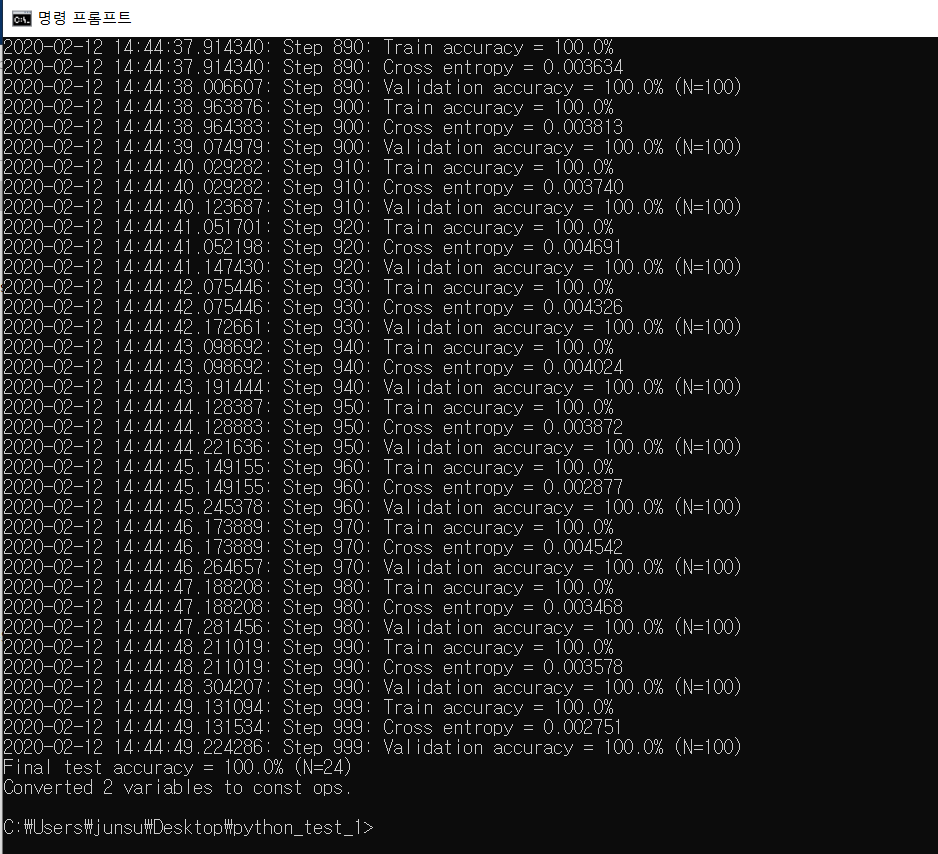 명령 프롬프트
2020-02-12 14:44:37.914340: Step 890: Train accuracy = 100.0%
2020-02-12 14:44:37.914340: Step 890: Cross entropy = 0.003634
2020-02-12 14:44:38.006607: Step 890: Validation accuracy = 100.0% (N=100)
2020-02-12 14:44:38.963876: Step 900: Train accuracy = 100.0%
2020-02-12 14:44:38.964383: Step 900: Cross entropy = 0.003813
2020-02-12 14:44:39.074979: Step 900: Validation accuracy = 100.0% (N=100)
2020-02-12 14:44:40.029282: Step 910: Train accuracy = 100.0%
2020-02-12 14:44:40.029282: Step 910: Cross entropy = 0.003740
2020-02-12 14:44:40.123687: Step 910: Validation accuracy = 100.0% (N=100)
2020-02-12 14:44:41.051701: Step 920: Train accuracy = 100.0%
2020-02-12 14:44:41.052198: Step 920: Cross entropy = 0.004691
2020-02-12 14:44:41.147430: Step 920: Validation accuracy = 100.0% (N=100)
2020-02-12 14:44:42.075446: Step 930: Train accuracy = 100.0%
2020-02-12 14:44:42.075446: Step 930: Cross entropy = 0.004326
2020-02-12 14:44:42.172661: Step 930: Validation accuracy = 100.0% (N=100)
2020-02-12 14:44:43.098692: Step 940: Train accuracy = 100.0%
2020-02-12 14:44:43.098692: Step 940: Cross entropy = 0.004024
2020-02-12 14:44:43.191444: Step 940: Validation accuracy = 100.0% (N=100)
2020-02-12 14:44:44.128387: Step 950: Train accuracy = 100.0%
2020-02-12 14:44:44.128883: Step 950: Cross entropy = 0.003872
2020-02-12 14:44:44.221636: Step 950: Validation accuracy = 100.0% (N=100)
2020-02-12 14:44:45.149155: Step 960: Train accuracy = 100.0%
2020-02-12 14:44:45.149155: Step 960: Cross entropy = 0.002877
2020-02-12 14:44:45.245378: Step 960: Validation accuracy = 100.0% (N=100)
2020-02-12 14:44:46.173889: Step 970: Train accuracy = 100.0%
2020-02-12 14:44:46.173889: Step 970: Cross entropy = 0.004542
2020-02-12 14:44:46.264657: Step 970: Validation accuracy = 100.0% (N=100)
2020-02-12 14:44:47.188208: Step 980: Train accuracy = 100.0%
2020-02-12 14:44:47.188208: Step 980: Cross entropy = 0.003468
2020-02-12 14:44:47.281456: Step 980: Validation accuracy = 100.0% (N=100)
2020-02-12 14:44:48.211019: Step 990: Train accuracy = 100.0%
2020-02-12 14:44:48.211019: Step 990: Cross entropy = 0.003578
2020-02-12 14:44:48.304207: Step 990: Validation accuracy = 100.0% (N=100)
2020-02-12 14:44:49.131094: Step 999: Train accuracy = 100.0%
2020-02-12 14:44:49.131534: Step 999: Cross entropy = 0.002751
2020-02-12 14:44:49.224286: Step 999: Validation accuracy = 100.0% (N=100)
Final test accuracy = 100.0% (N=24)
Converted 2 variables to const ops.
C:₩Users₩junsu₩Desktop₩python_test_1>